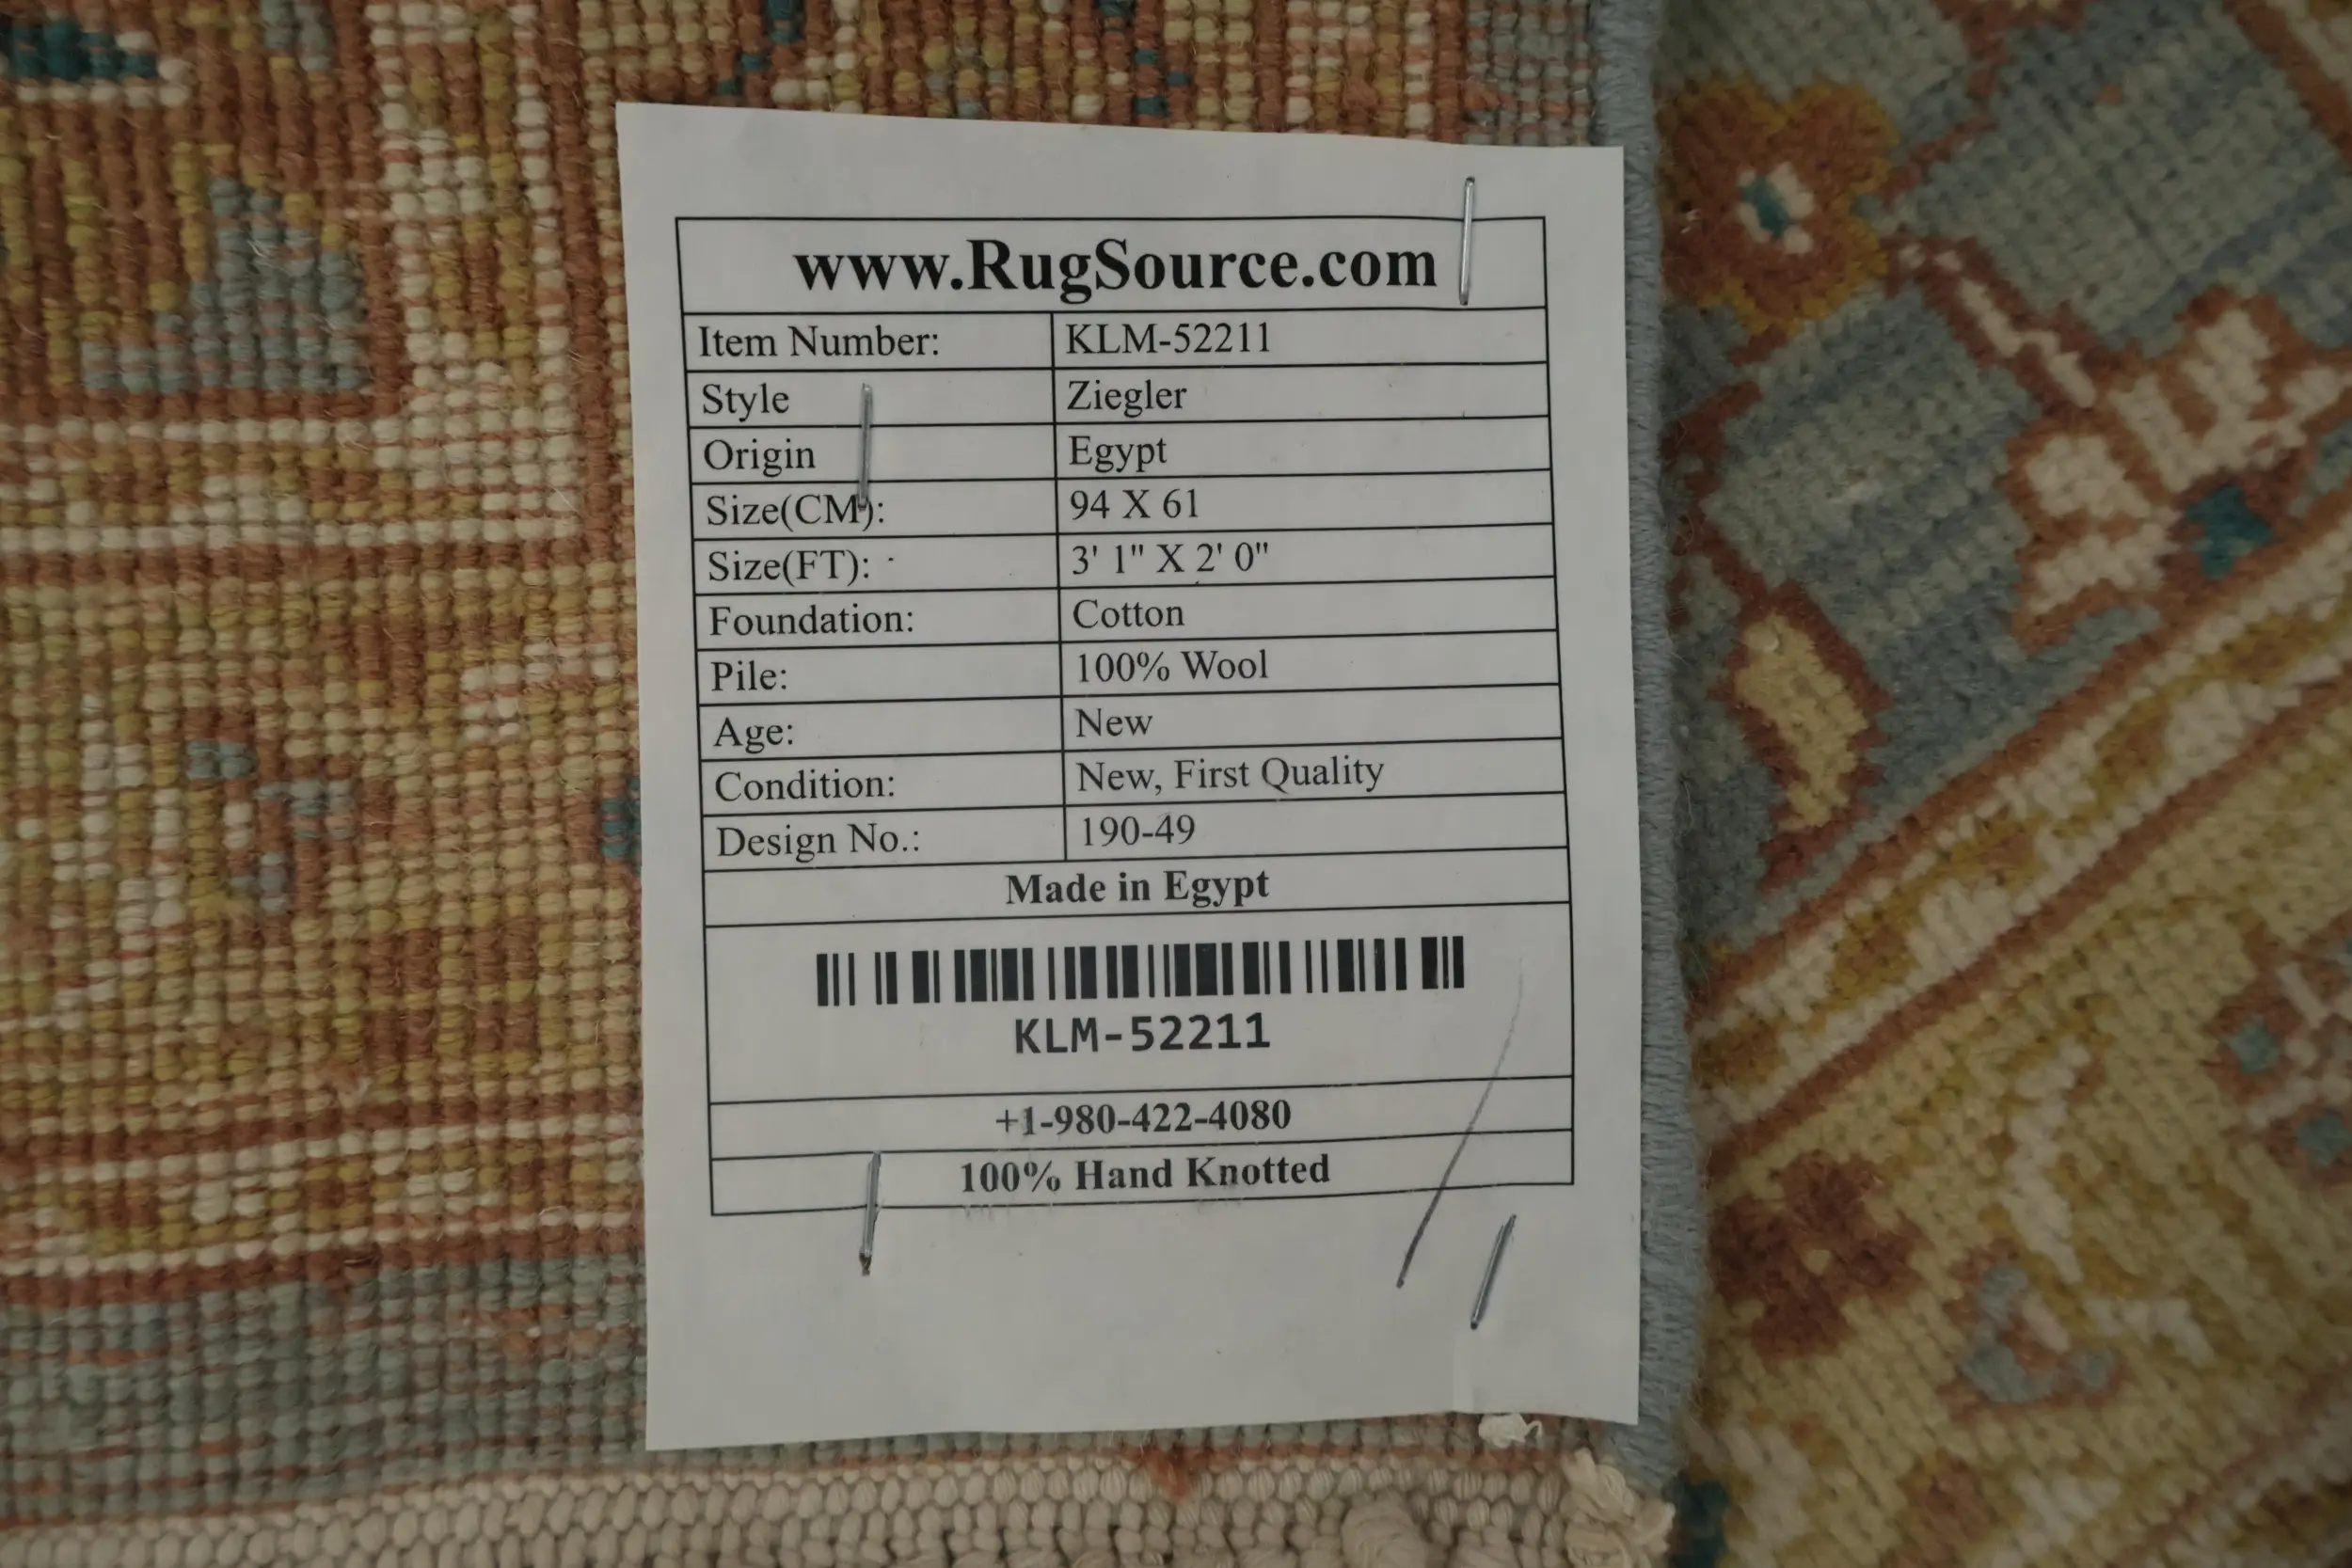 www.RugSource.com
Item Number: KLM-52211
Style Ziegler
Origin Egypt
Size(CM): 94 X 61
Size(FT): 3' 1" X 2' 0"
Foundation: Cotton
Pile: 100% Wool
Age: New
Condition: New, First Quality
Design No.: 190-49
Made in Egypt
KLM-52211
+1-980-422-4080
100% Hand Knotted